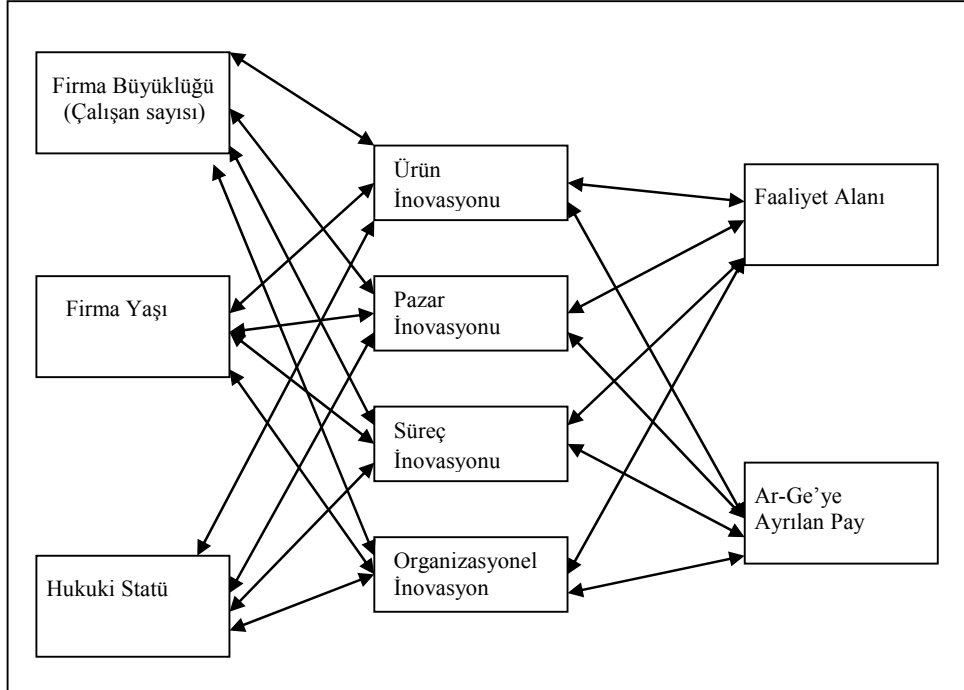 Firma Büyüklüğü
(Çalışan sayısı)
Firma Yaşı
Hukuki Statü
Ürün
İnovasyonu
Pazar
İnovasyonu
Süreç
İnovasyonu
Organizasyonel
İnovasyon
Faaliyet Alanı
Ar-Ge’ye
Ayrılan Pay